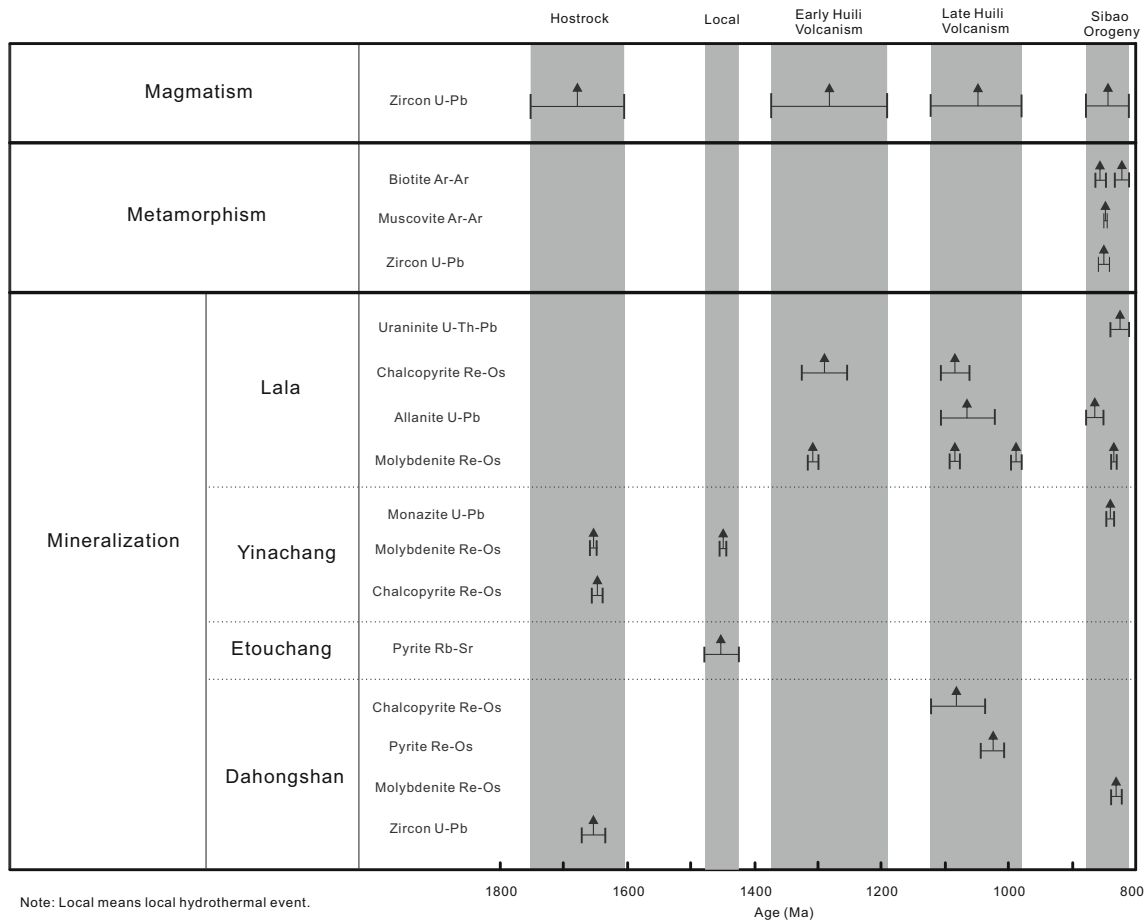 Hostrock
Local
Early Huili
Volcanism
Late Huili
Volcanism
Sibao
Orogeny
Magmatism
Zircon U-Pb
Metamorphism
Biotite Ar-Ar
Muscovite Ar-Ar
Zircon U-Pb
Mineralization
Lala
Uraninite U-Th-Pb
Chalcopyrite Re-Os
Allanite U-Pb
Molybdenite Re-Os
Yinachang
Monazite U-Pb
Molybdenite Re-Os
Chalcopyrite Re-Os
Etouchang
Pyrite Rb-Sr
Dahongshan
Chalcopyrite Re-Os
Pyrite Re-Os
Molybdenite Re-Os
Zircon U-Pb
1800 1600 1400 1200 1000 800
Age (Ma)
Note: Local means local hydrothermal event.